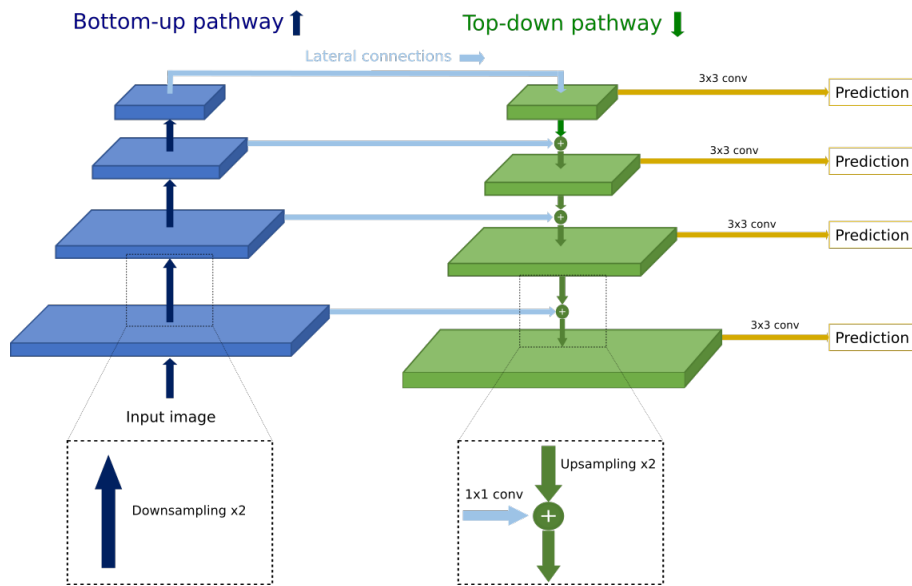 Bottom-up pathway
Top-down pathway
Lateral connections
3x3 conv
Prediction
3x3 conv
Prediction
3x3 conv
Prediction
3x3 conv
Prediction
Input image
Downsampling x2
Upsampling x2
1x1 conv